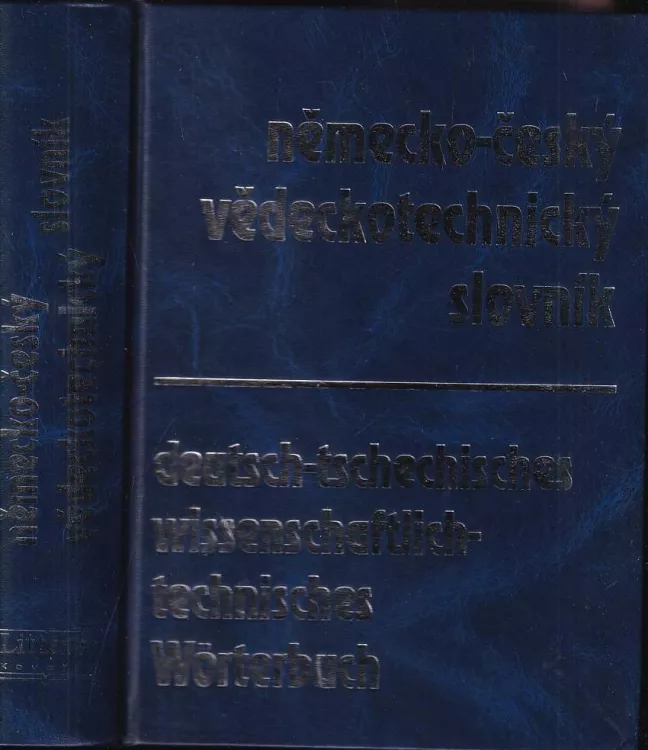 německo-český
vědeckotechnický
slovník
německo-český
vědeckotechnický
slovník
deutsch-tschechisches
wissenschaftlich-
technisches
Wörterbuch